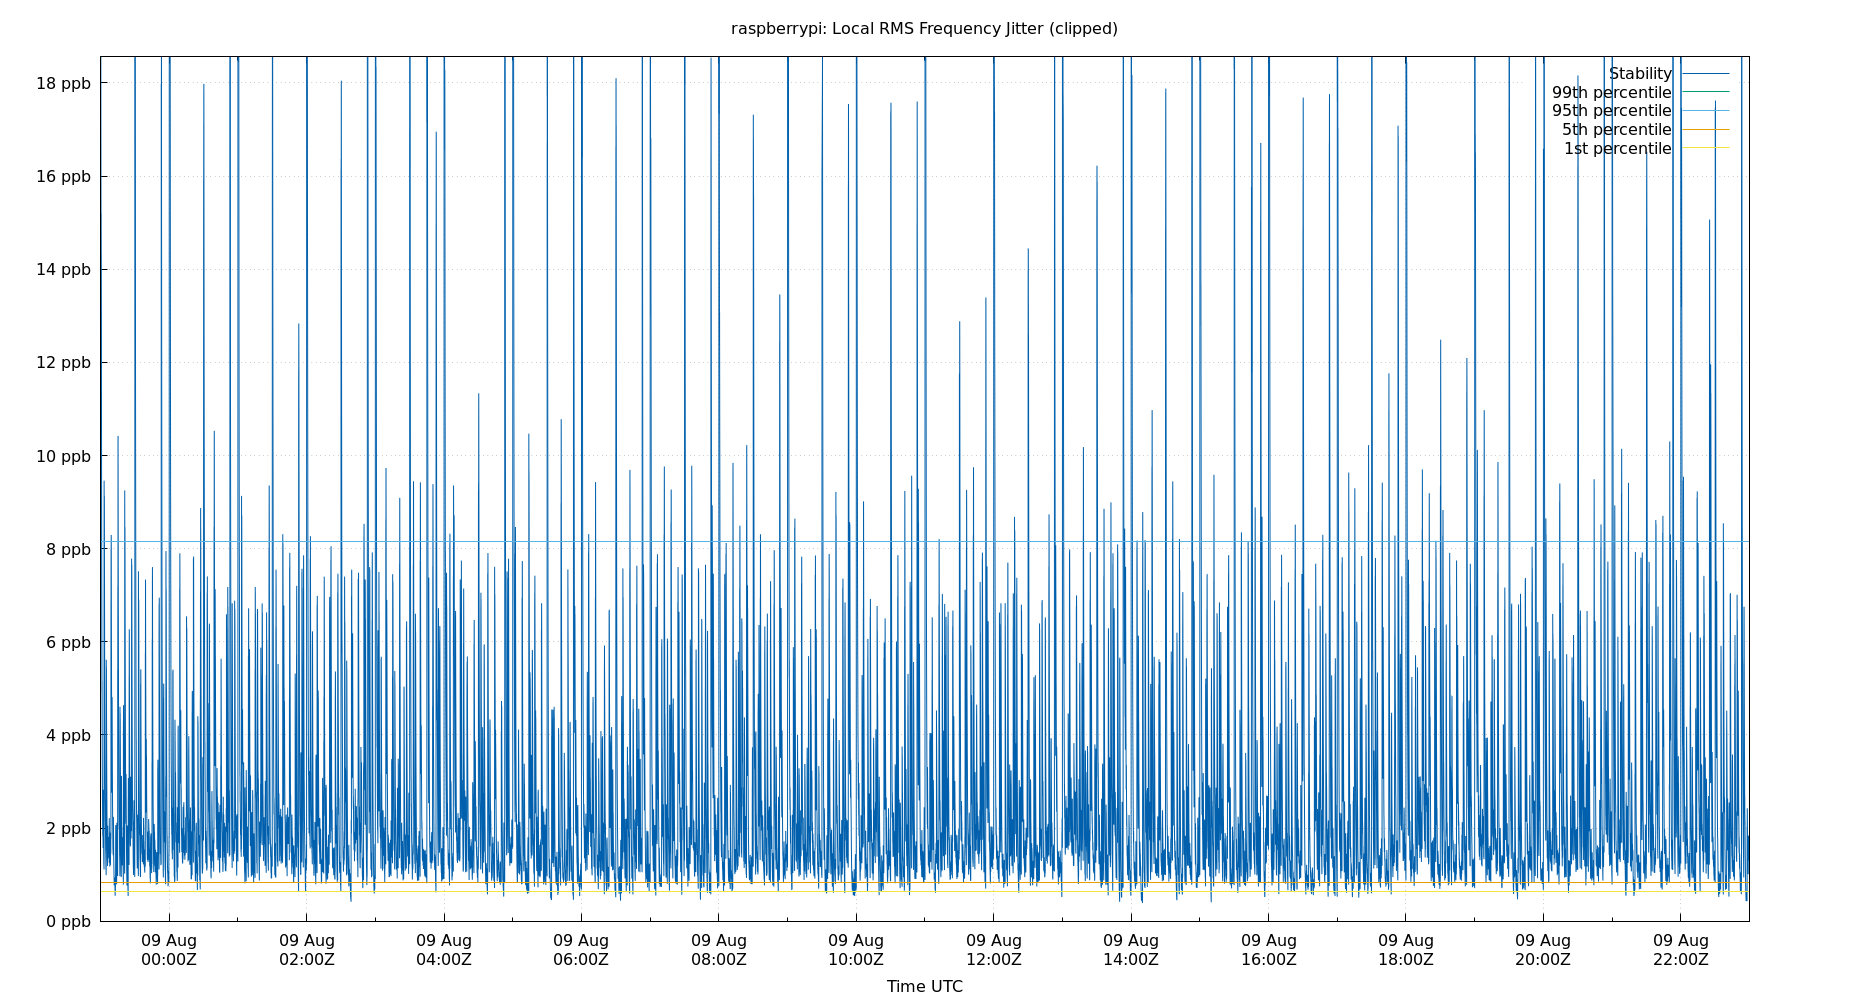 raspberrypi: Local RMS Frequency Jitter (clipped)
Stability
99th percentile
95th percentile
5th percentile
1st percentile
18 ppb
16 ppb
14 ppb
12 ppb
10 ppb
8 ppb
6 ppb
4 ppb
2 ppb
0 ppb
09 Aug 09 Aug 09 Aug 09 Aug 09 Aug 09 Aug 09 Aug 09 Aug 09 Aug 09 Aug 09 Aug 09 Aug
00:00Z 02:00Z 04:00Z 06:00Z 08:00Z 10:00Z 12:00Z 14:00Z 16:00Z 18:00Z 20:00Z 22:00Z
Time UTC